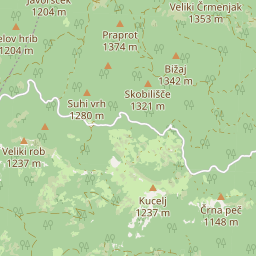 Javoršček
1204 m
Veliki Črmenjak
1353 m
Praprot
1374 m
1204 m
Bižaj
1342 m
Skobilišče
1321 m
Suhi vrh
1280 m
Veliki rob
1237 m
Kucelj
1237 m
Črna peč
1148 m